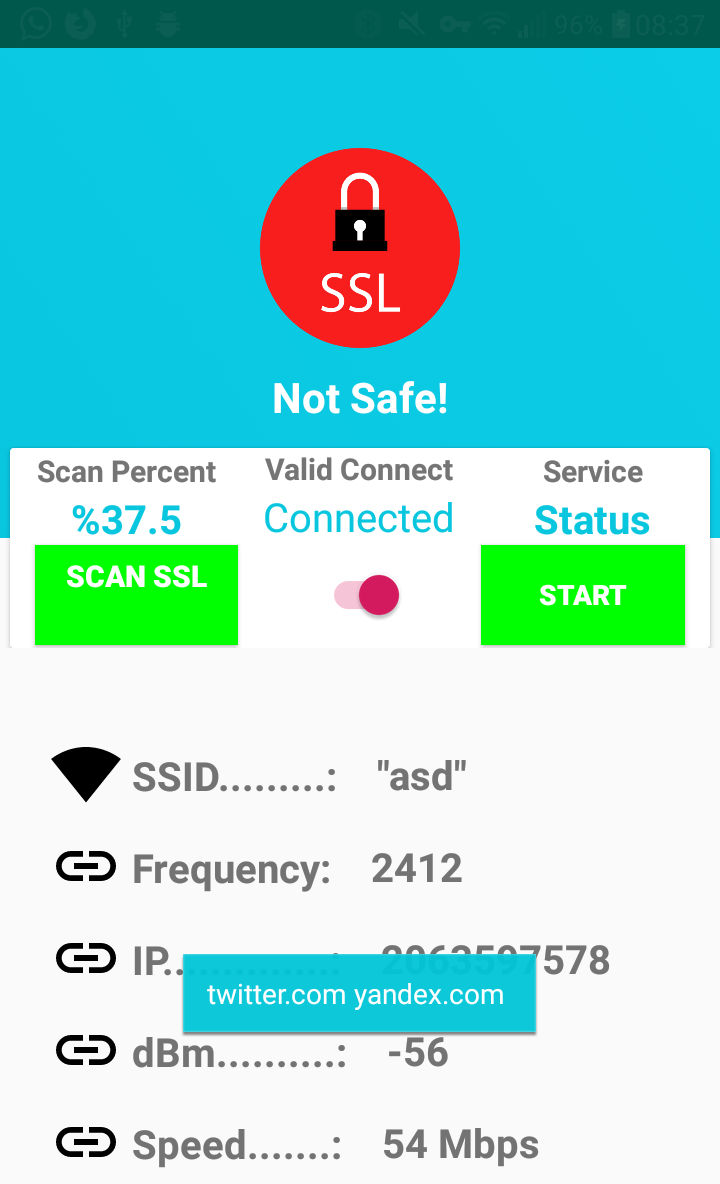 96% 08:37
SSL
Not Safe!
Scan Percent Valid Connect Service
%37.5 Connected Status
SCAN SSL START
SSID.........: "asd"
Frequency: 2412
IP..............: 2063597578
twitter.com yandex.com
dBm..........: -56
Speed.......: 54 Mbps